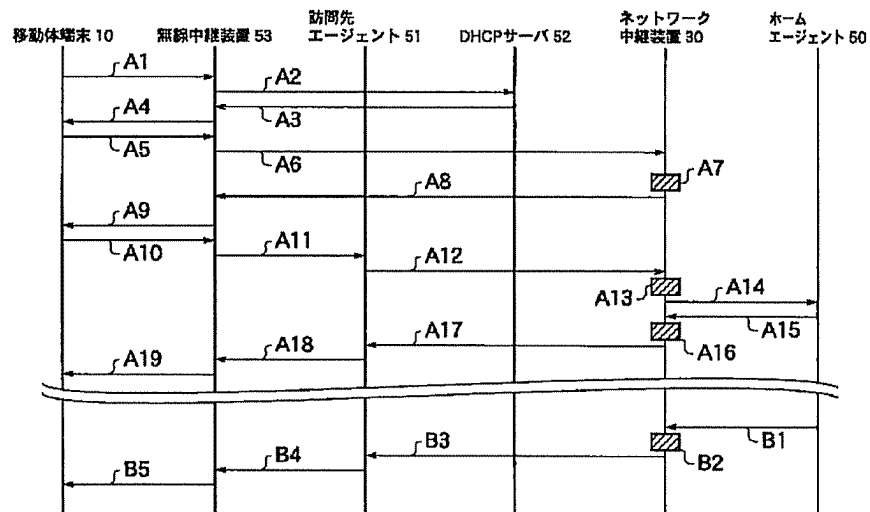 移動体端末 10
無線中継装置 53
訪問先
エージェント 51
DHCPサーバ 52
ネットワーク
中継装置 30
ホーム
エージェント 50
A1
A2
A3
A4
A5
A6
A7
A8
A9
A10
A11
A12
A13
A14
A15
A16
A17
A18
A19
B1
B2
B3
B4
B5